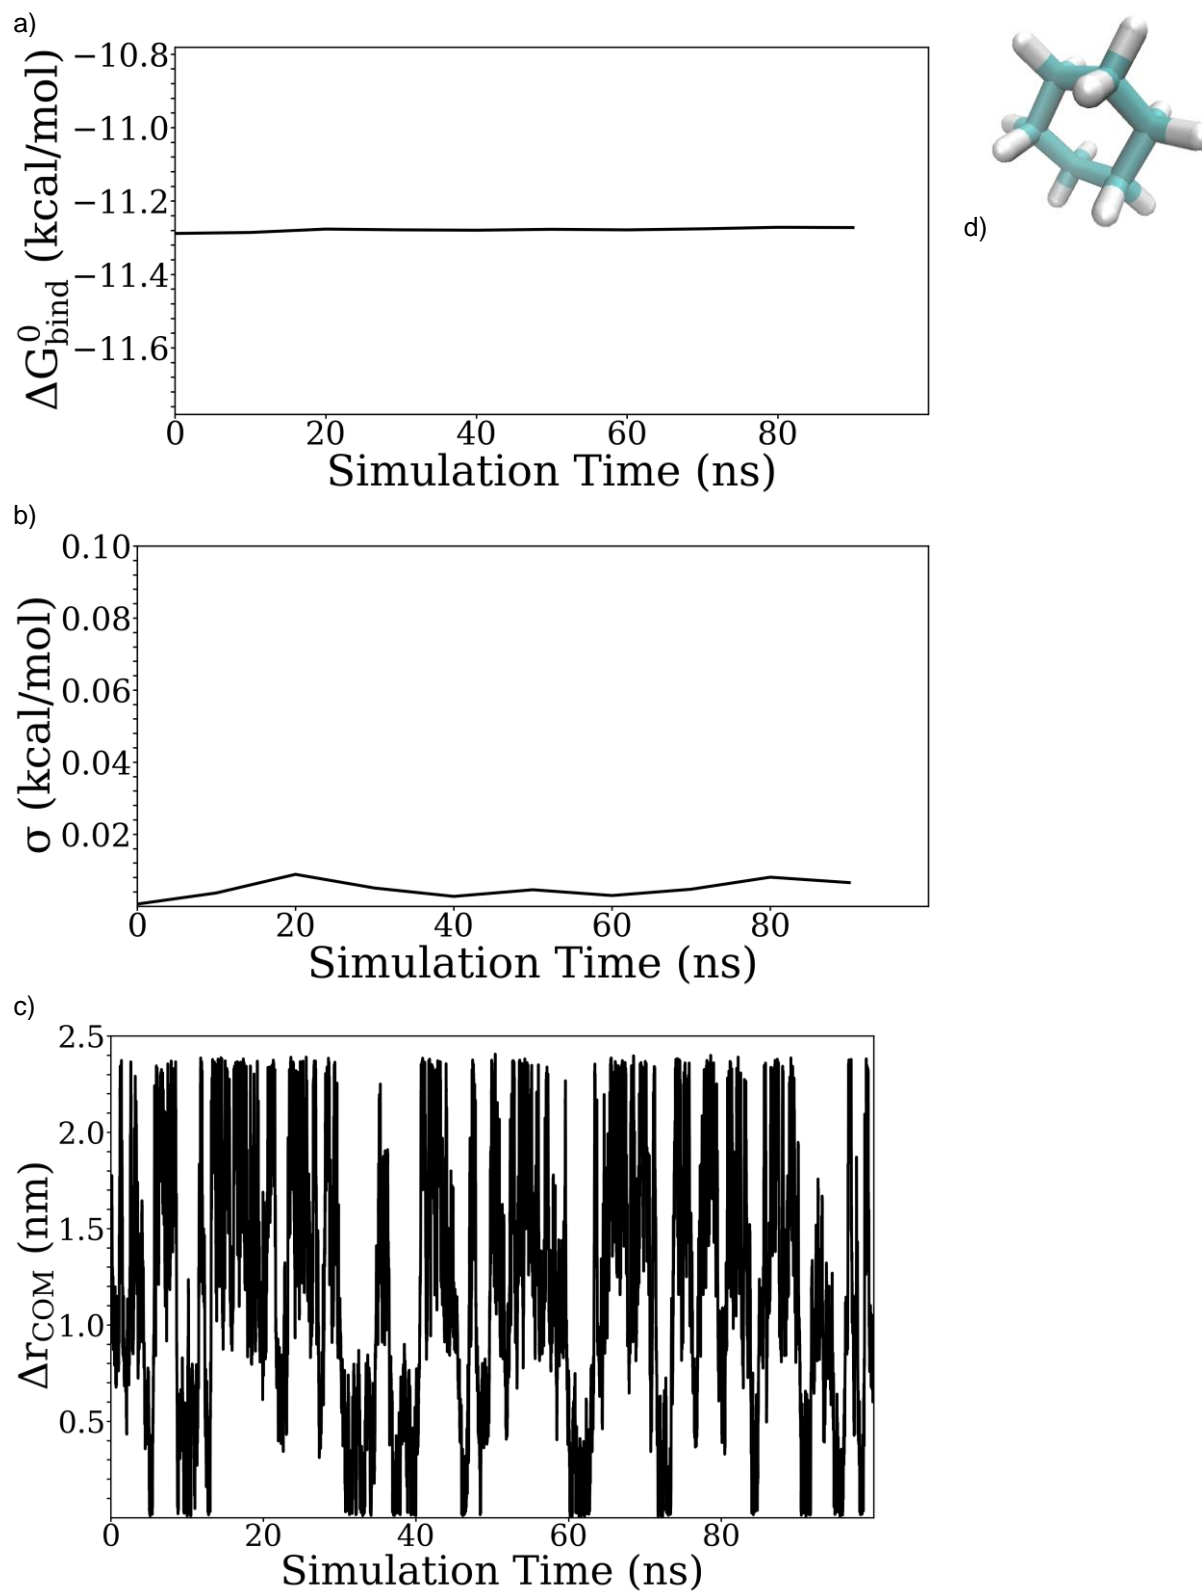 a)
ΔG⁰bind (kcal/mol)
−10.8
−11.0
−11.2
−11.4
−11.6
0 20 40 60 80
Simulation Time (ns)
d)
b)
σ (kcal/mol)
0.10
0.08
0.06
0.04
0.02
0 20 40 60 80
Simulation Time (ns)
c)
ΔrCOM (nm)
2.5
2.0
1.5
1.0
0.5
0 20 40 60 80
Simulation Time (ns)